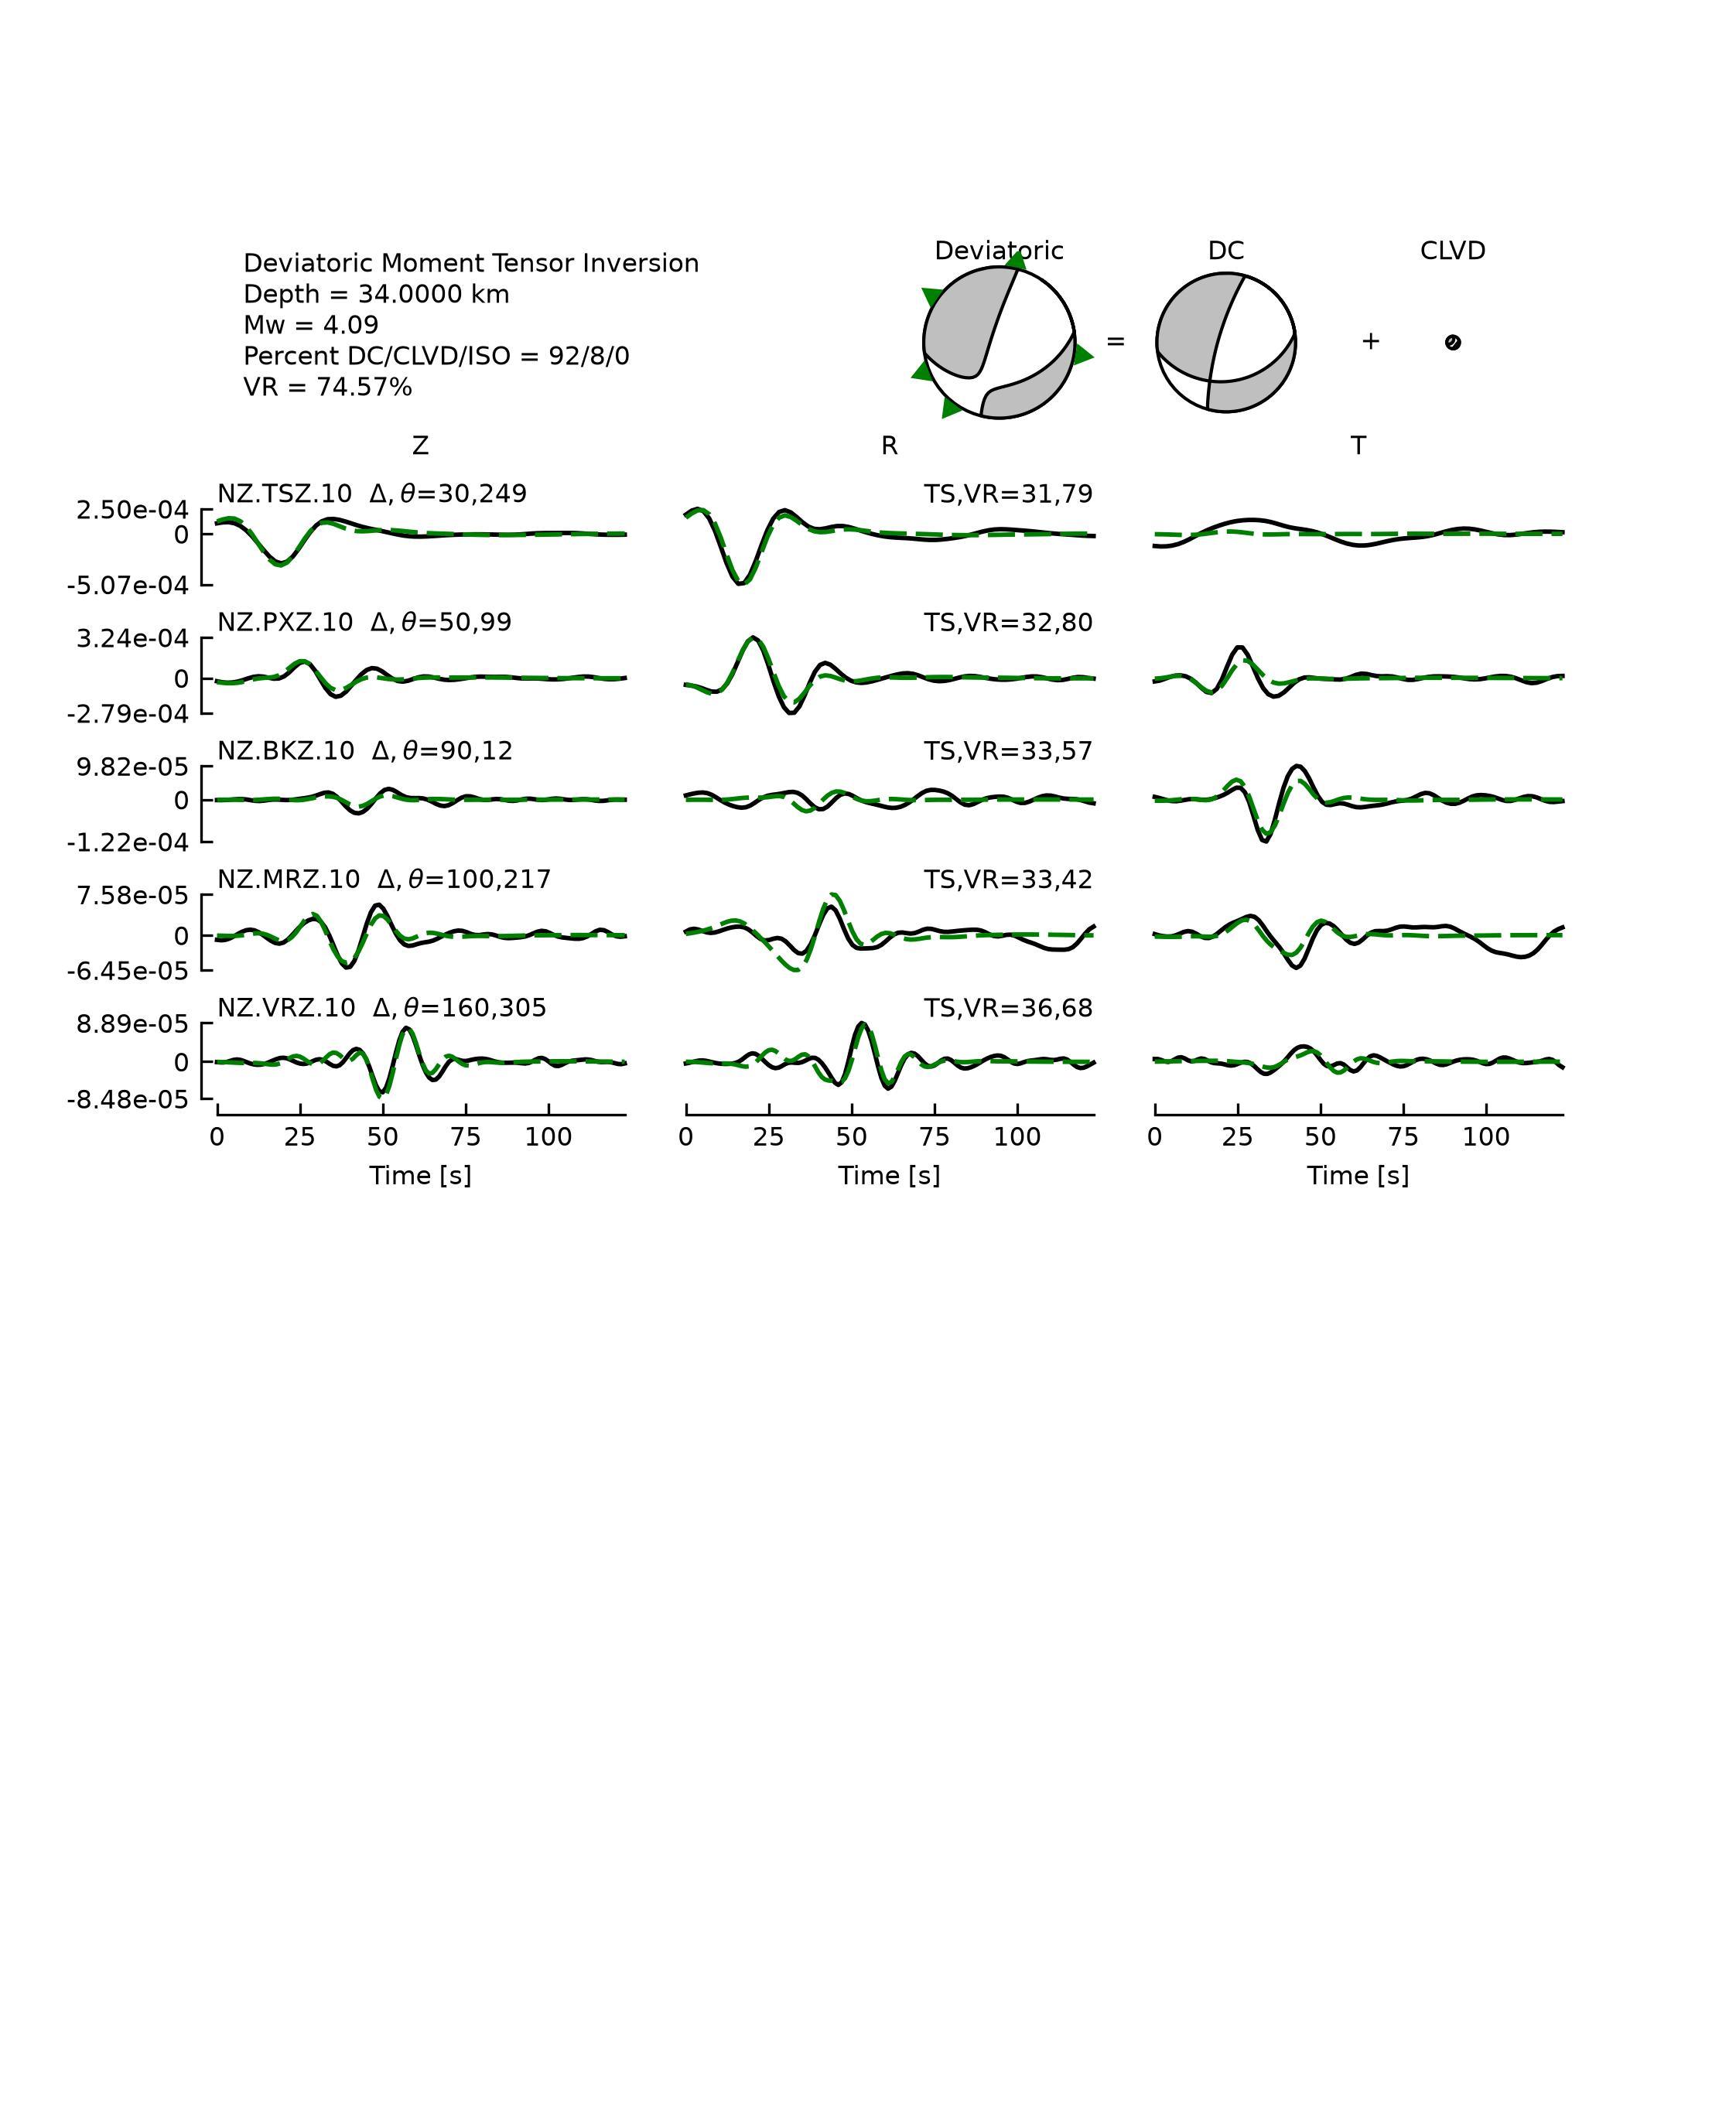 Deviatoric Moment Tensor Inversion
Depth = 34.0000 km
Mw = 4.09
Percent DC/CLVD/ISO = 92/8/0
VR = 74.57%
Deviatoric DC CLVD
= +
Z R T
NZ.TSZ.10 Δ,θ=30,249 TS,VR=31,79
2.50e-04
0
-5.07e-04
NZ.PXZ.10 Δ,θ=50,99 TS,VR=32,80
3.24e-04
0
-2.79e-04
NZ.BKZ.10 Δ,θ=90,12 TS,VR=33,57
9.82e-05
0
-1.22e-04
NZ.MRZ.10 Δ,θ=100,217 TS,VR=33,42
7.58e-05
0
-6.45e-05
NZ.VRZ.10 Δ,θ=160,305 TS,VR=36,68
8.89e-05
0
-8.48e-05
0 25 50 75 100 0 25 50 75 100 0 25 50 75 100
Time [s] Time [s] Time [s]